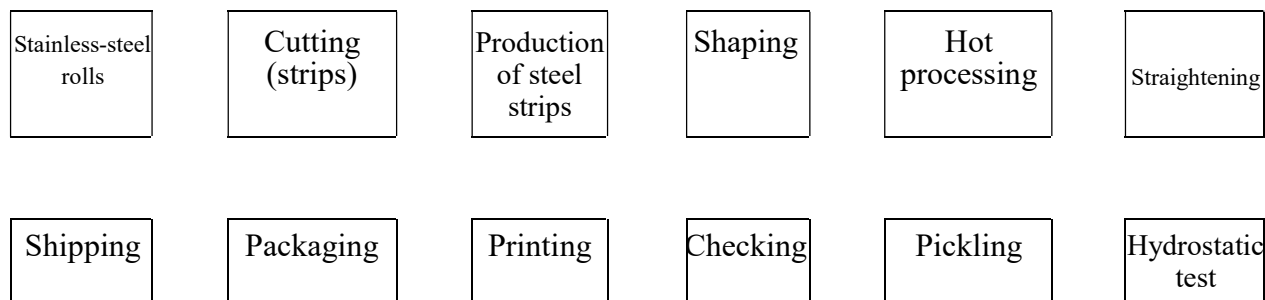 Stainless-steel
rolls
Cutting
(strips)
Production
of steel
strips
Shaping
Hot
processing
Straightening
Shipping
Packaging
Printing
Checking
Pickling
Hydrostatic
test